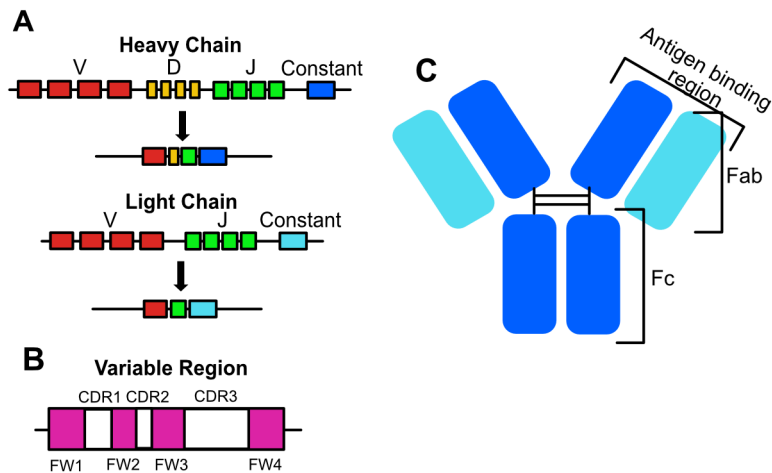 A
Heavy Chain
V D J Constant
Light Chain
V J Constant
B
Variable Region
CDR1 CDR2 CDR3
FW1 FW2 FW3 FW4
C
Antigen binding
region
Fab
Fc